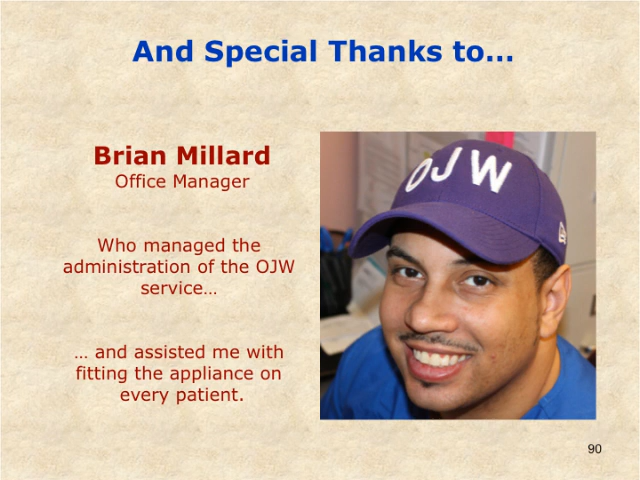 And Special Thanks to…
Brian Millard
Office Manager
Who managed the
administration of the OJW
service…
… and assisted me with
fitting the appliance on
every patient.
OJW
90